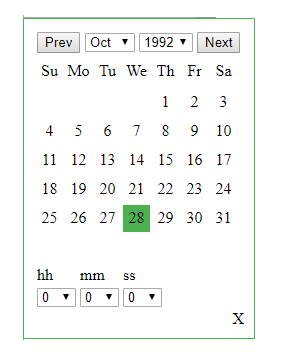 Prev Oct 1992 Next
Su Mo Tu We Th Fr Sa
1 2 3
4 5 6 7 8 9 10
11 12 13 14 15 16 17
18 19 20 21 22 23 24
25 26 27 28 29 30 31
hh mm ss
0 0 0
X